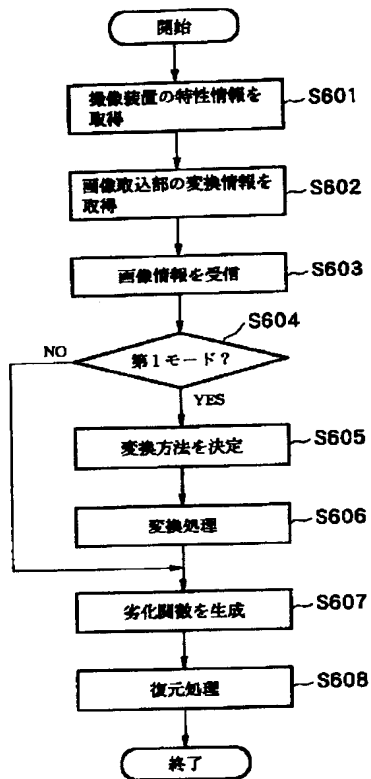 開始
撮像装置の特性情報を
取得
S601
画像取込部の変換情報を
取得
S602
画像情報を受信
S603
S604
第1モード?
NO
YES
変換方法を決定
S605
変換処理
S606
劣化関数を生成
S607
復元処理
S608
終了